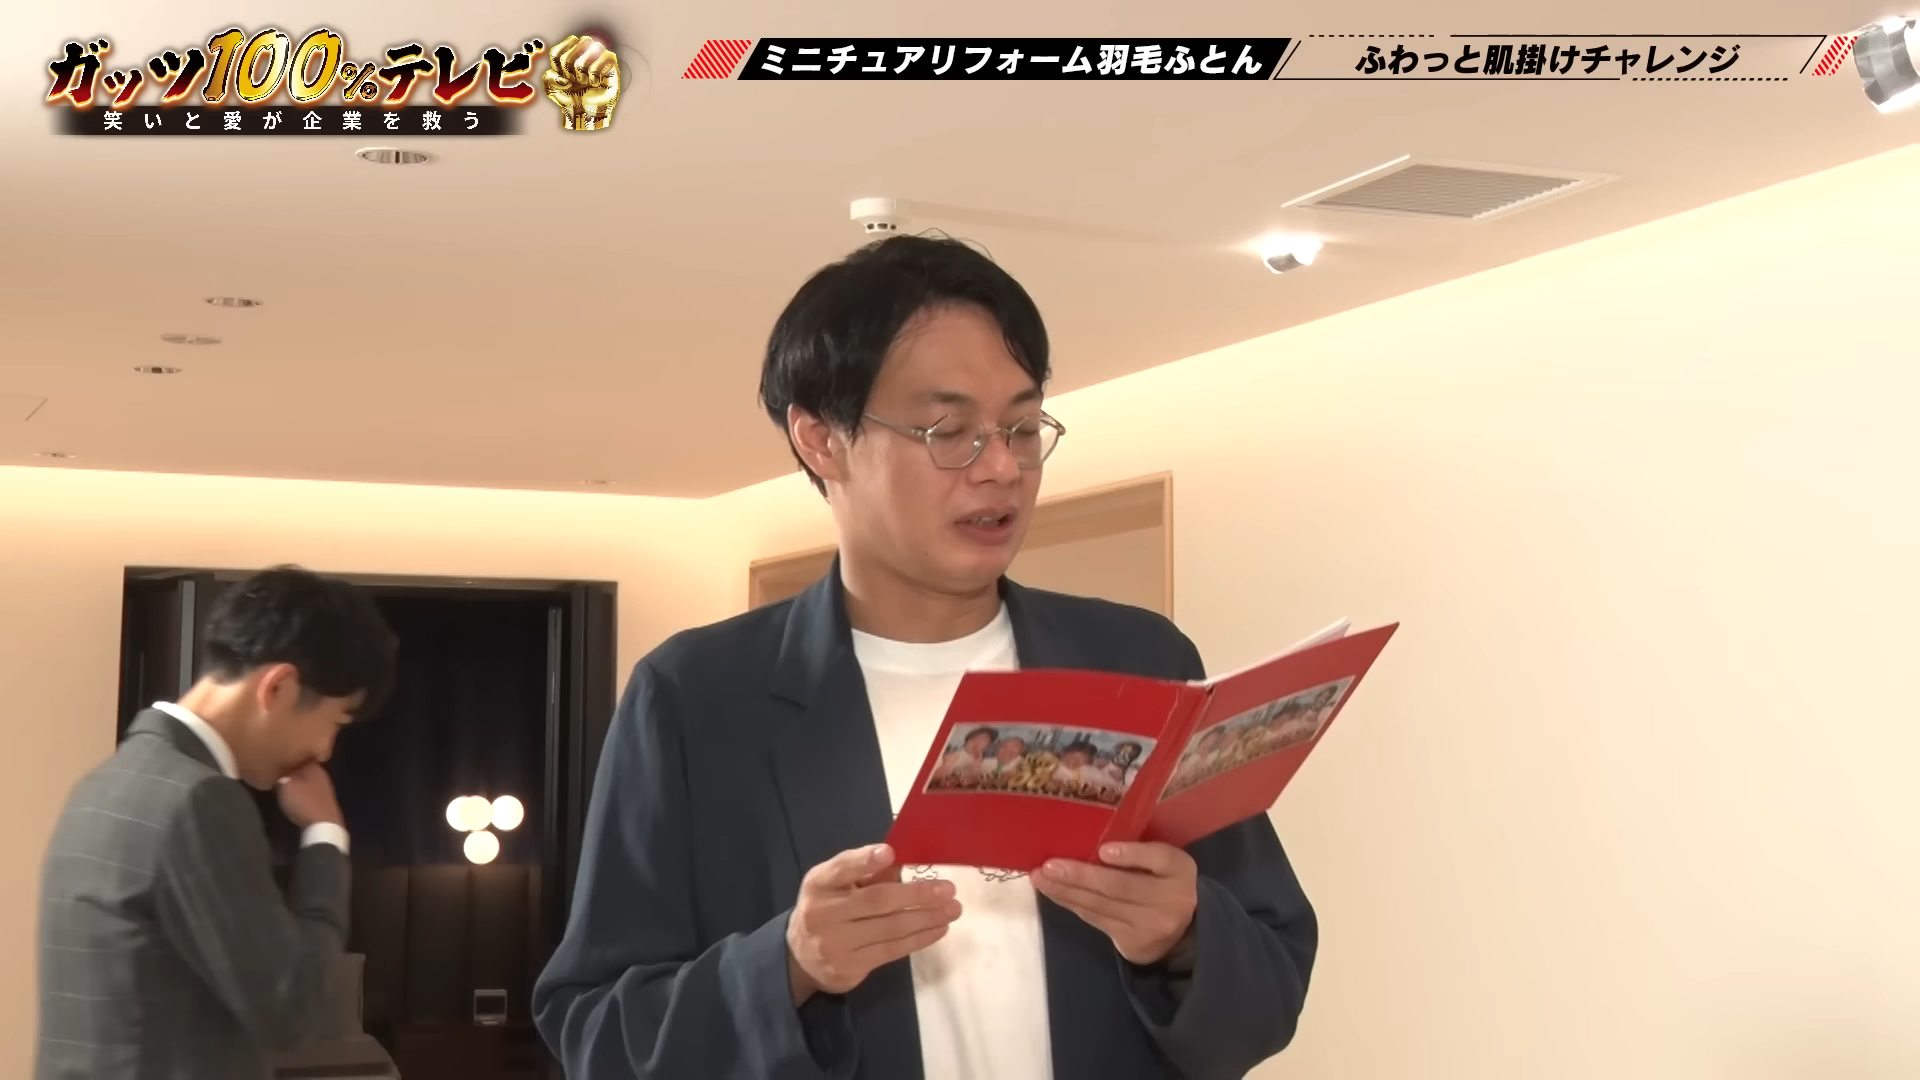 ガッツ100%テレビ
笑いと愛が企業を救う
ミニチュアリフォーム羽毛ふとん
ふわっと肌掛けチャレンジ